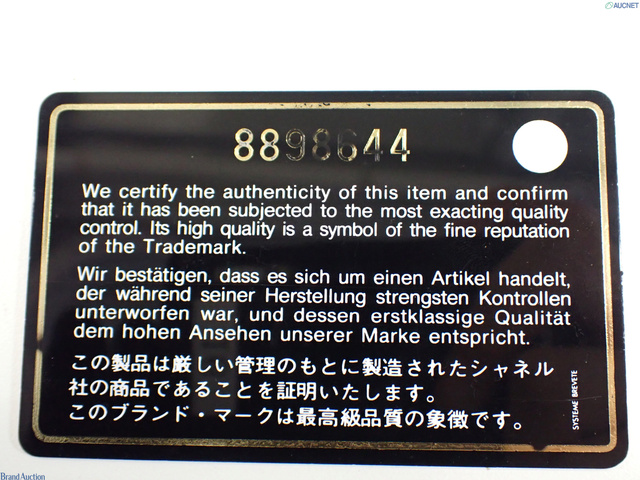 AUCNET
8898644
We certify the authenticity of this item and confirm
that it has been subjected to the most exacting quality
control. Its high quality is a symbol of the fine reputation
of the Trademark.
Wir bestätigen, dass es sich um einen Artikel handelt,
der während seiner Herstellung strengsten Kontrollen
unterworfen war, und dessen erstklassige Qualität
dem hohen Ansehen unserer Marke entspricht.
この製品は厳しい管理のもとに製造されたシャネル
社の商品であることを証明いたします。
このブランド・マークは最高級品質の象徴です。
SYSTEME BREVETE
Brand Auction